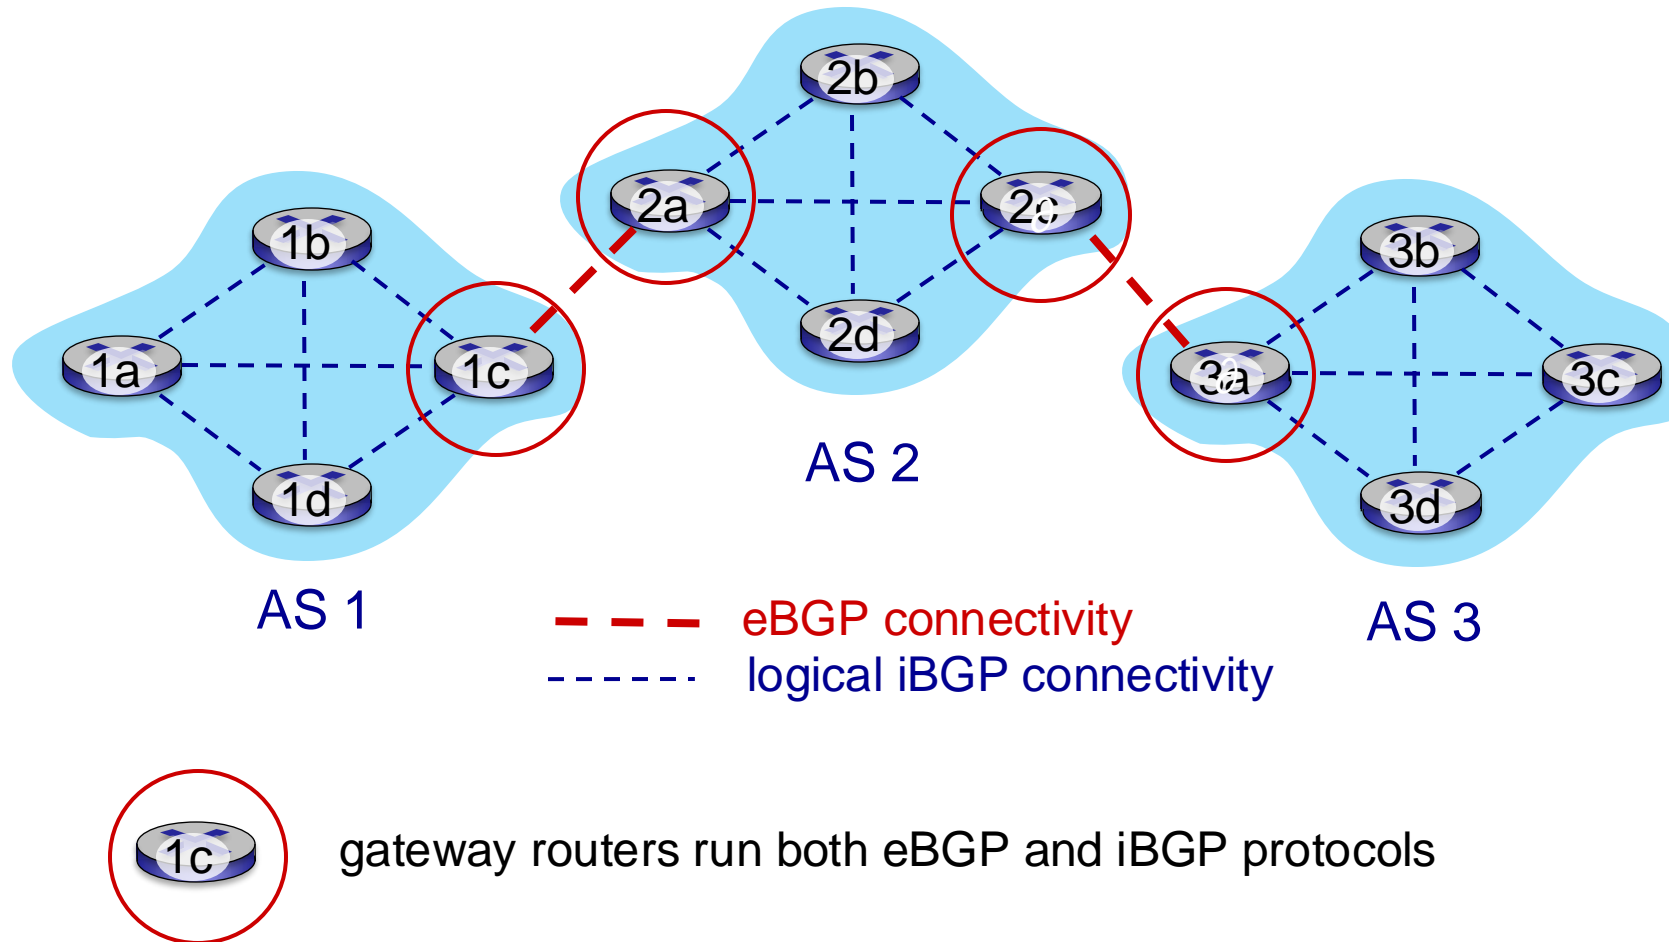 2b
2a
2c
1b
3b
2d
1a
1c
3a
3c
AS 2
1d
3d
AS 1
AS 3
eBGP connectivity
logical iBGP connectivity
1c
gateway routers run both eBGP and iBGP protocols